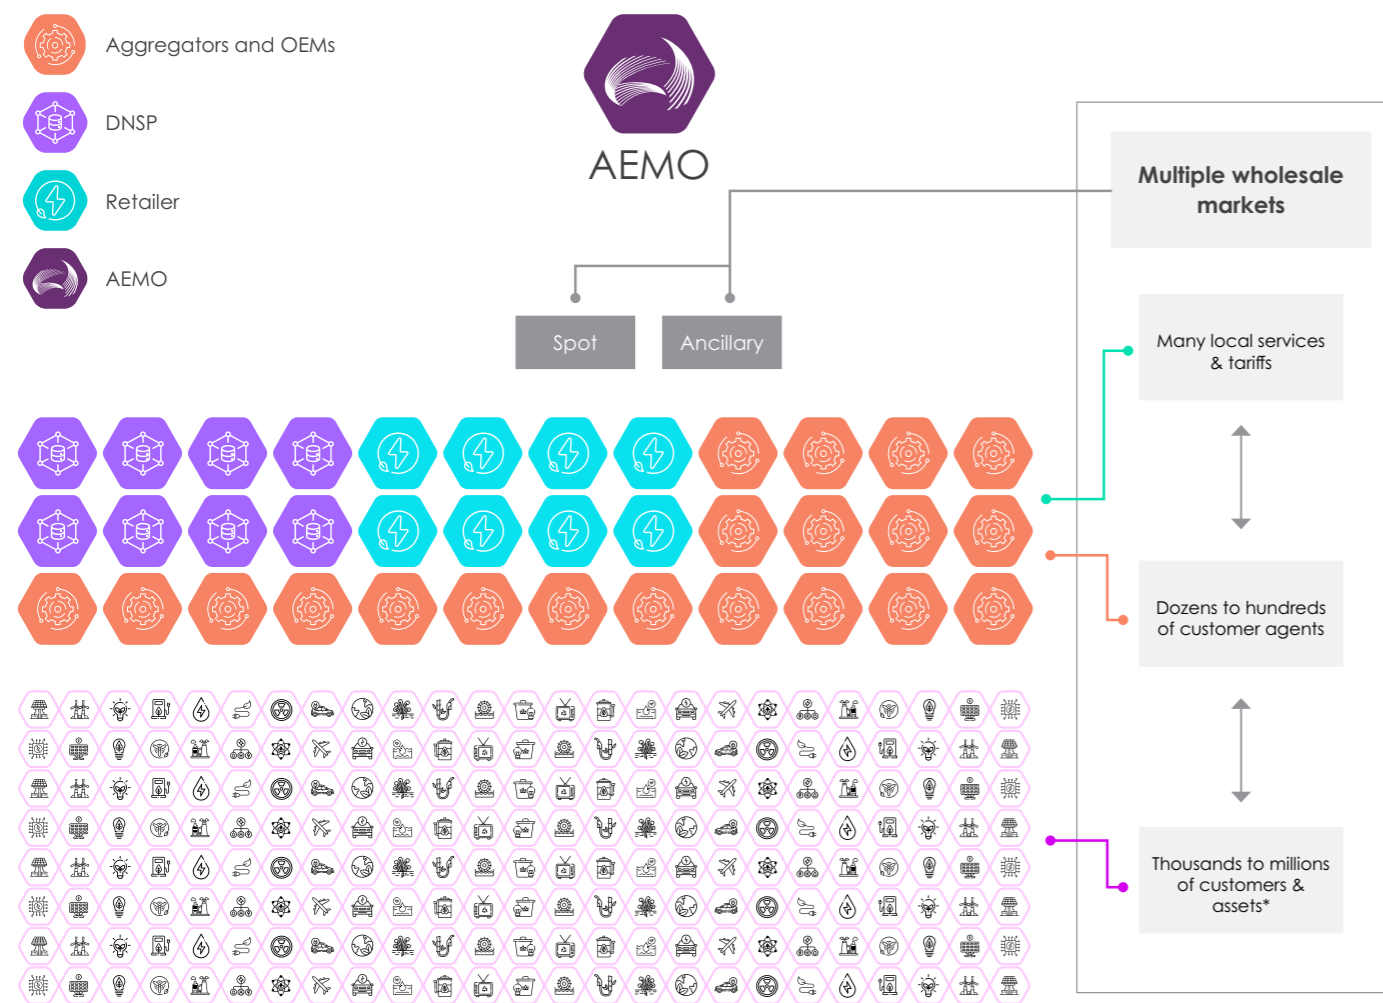 Aggregators and OEMs
DNSP
Retailer
AEMO
AEMO
Multiple wholesale
markets
Spot
Ancillary
Many local services
& tariffs
Dozens to hundreds
of customer agents
Thousands to millions
of customers &
assets*